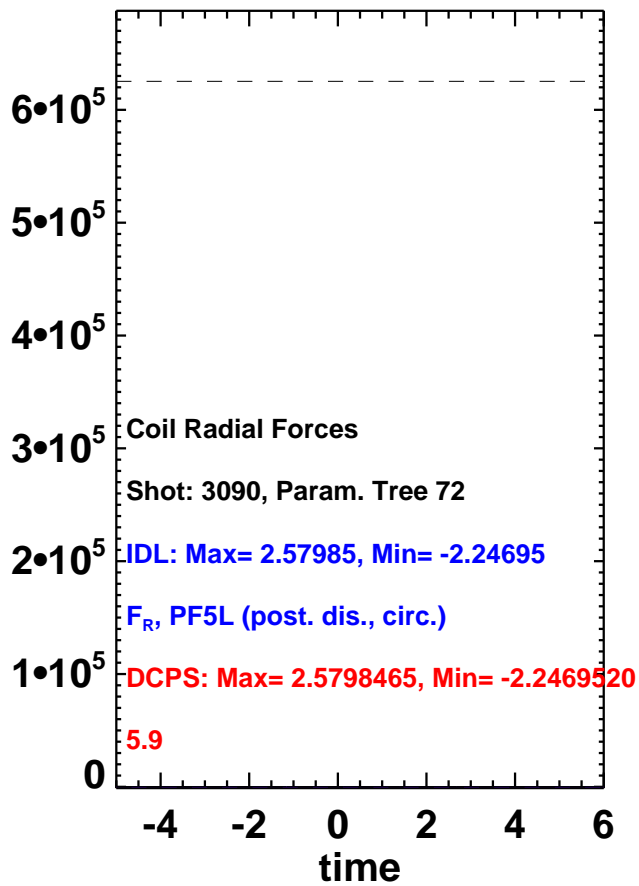 6•10⁵
5•10⁵
4•10⁵
3•10⁵
2•10⁵
1•10⁵
0
Coil Radial Forces
Shot: 3090, Param. Tree 72
IDL: Max= 2.57985, Min= -2.24695
F_R, PF5L (post. dis., circ.)
DCPS: Max= 2.5798465, Min= -2.2469520
5.9
-4 -2 0 2 4 6
time